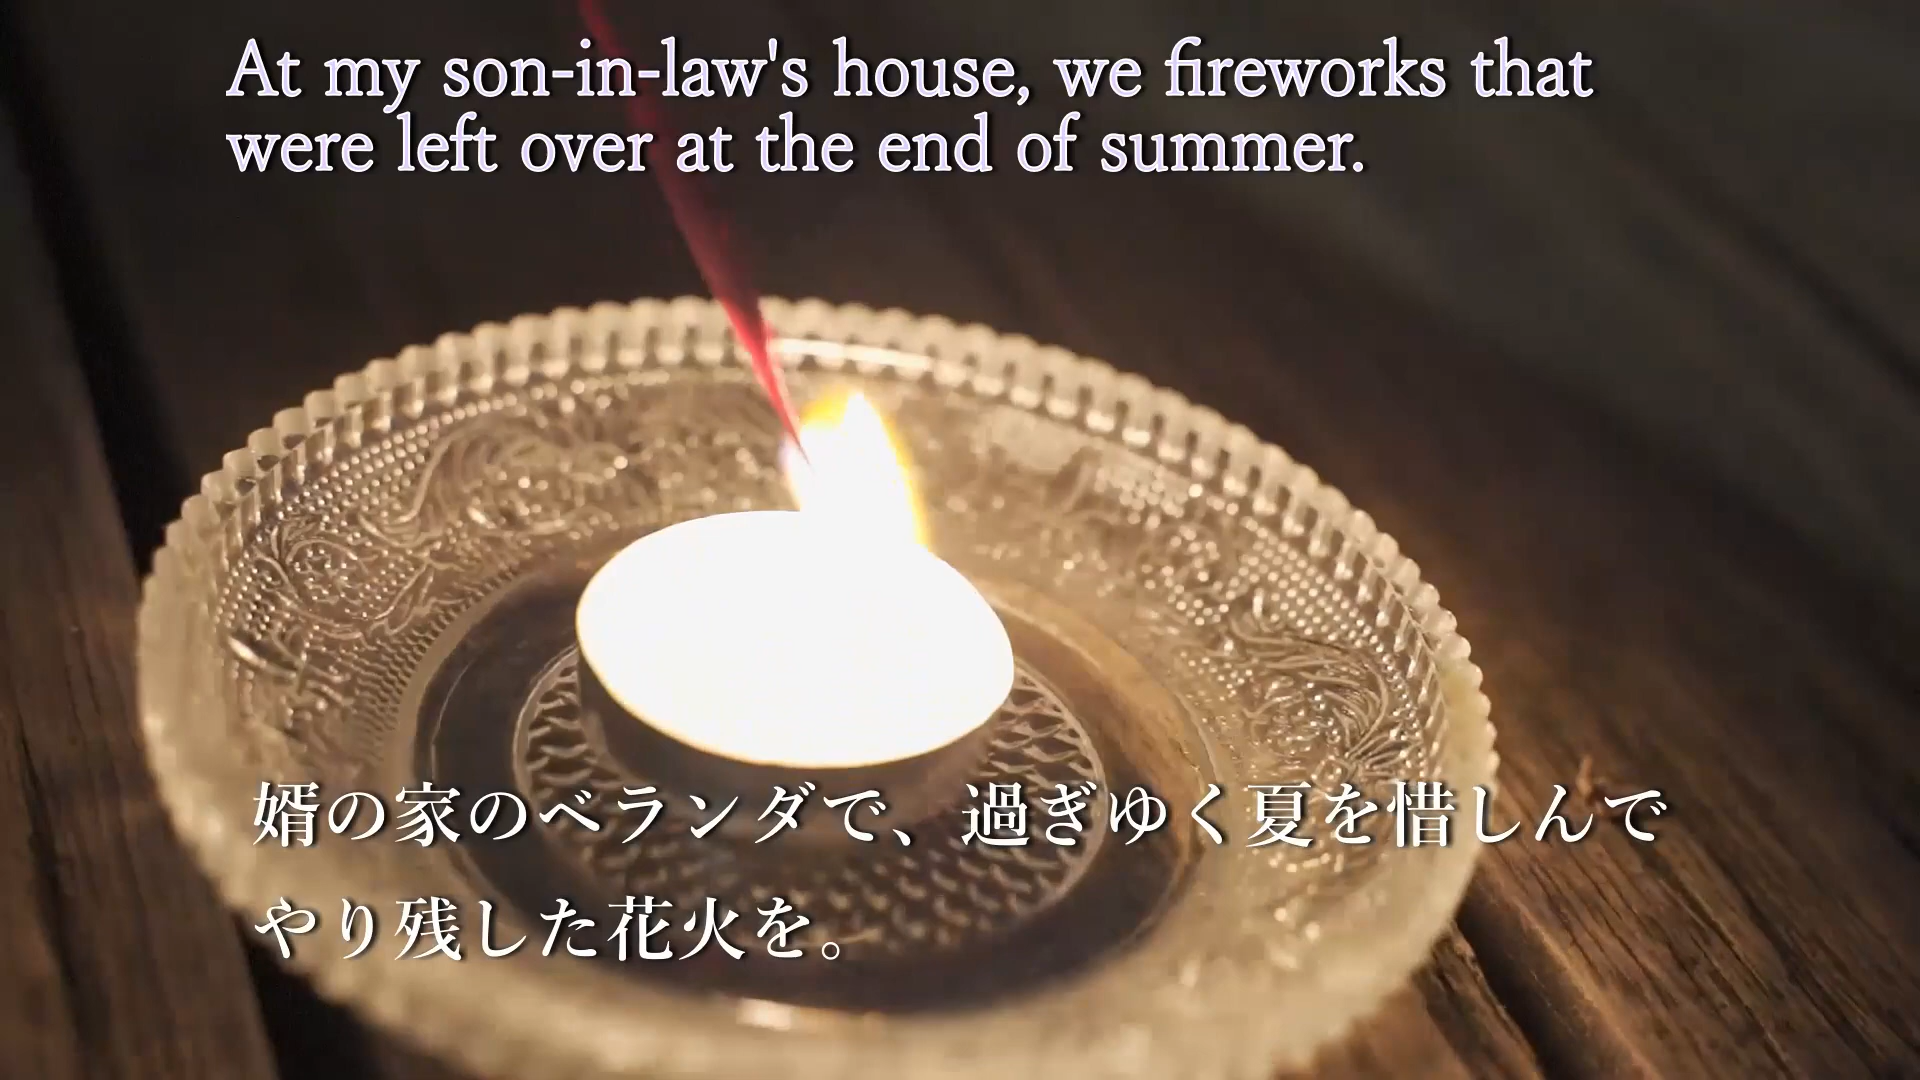 At my son-in-law's house, we fireworks that
were left over at the end of summer.
婿の家のベランダで、過ぎゆく夏を惜しんで
やり残した花火を。